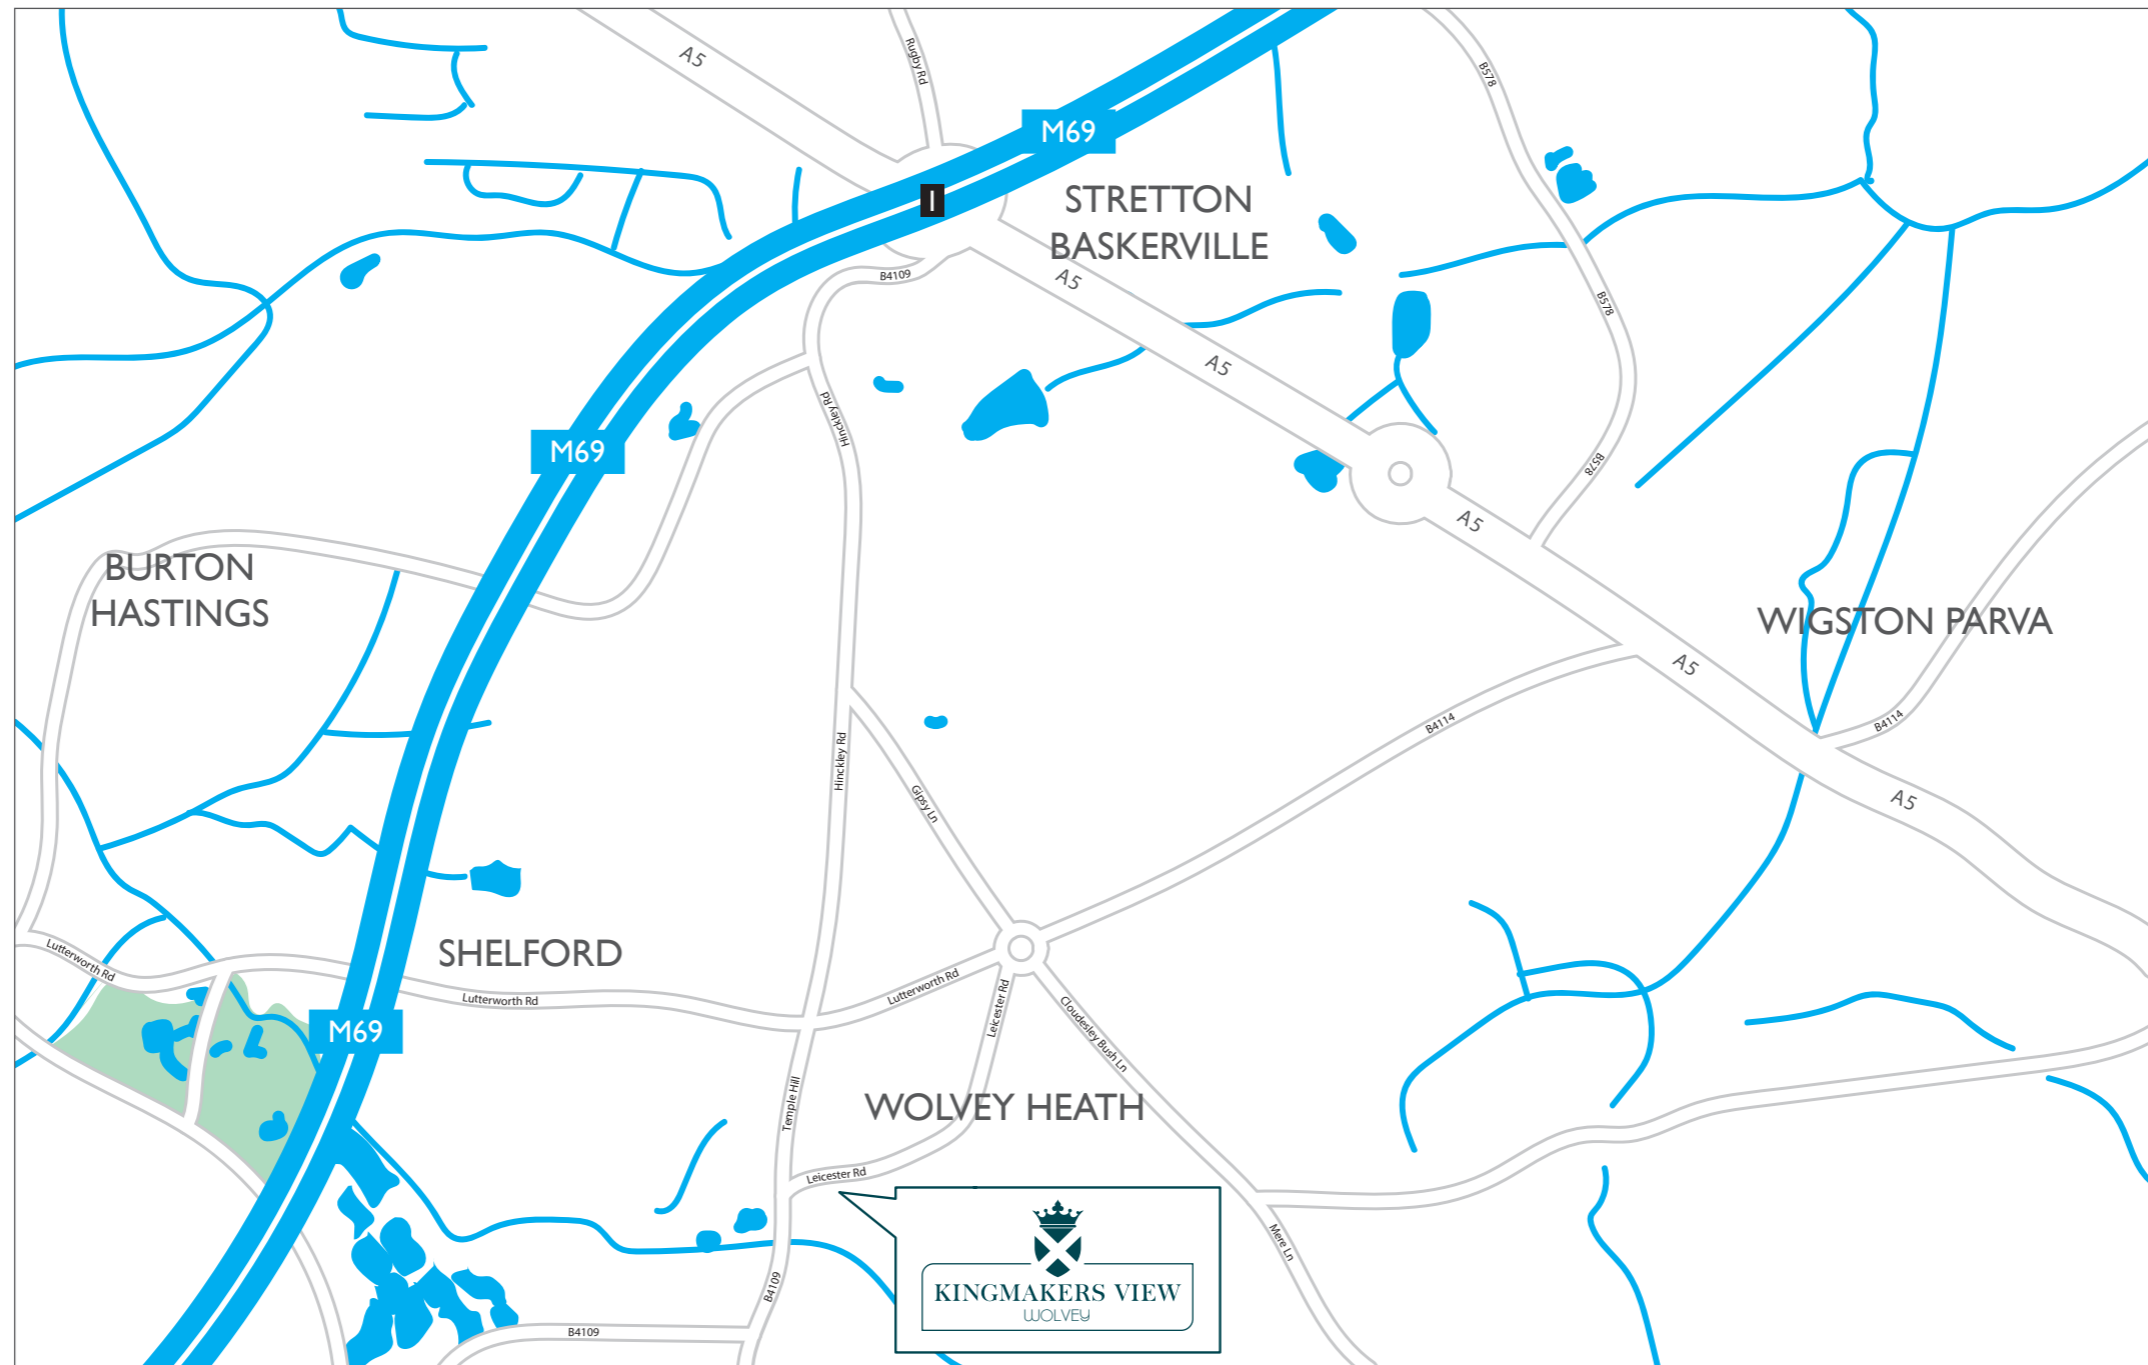 A5
Rugby Rd
B578
M69
I
STRETTON
BASKERVILLE
B4109
A5
B578
A5
Hinckley Rd
M69
B578
A5
BURTON
HASTINGS
WIGSTON PARVA
A5
B4114
B4114
Hinckley Rd
Gipsy Ln
A5
SHELFORD
Lutterworth Rd
Lutterworth Rd
Lutterworth Rd
Leicester Rd
M69
Cloudesley Bush Ln
Temple Hill
WOLVEY HEATH
Leicester Rd
Mere Ln
B4109
KINGMAKERS VIEW
WOLVEY
B4109